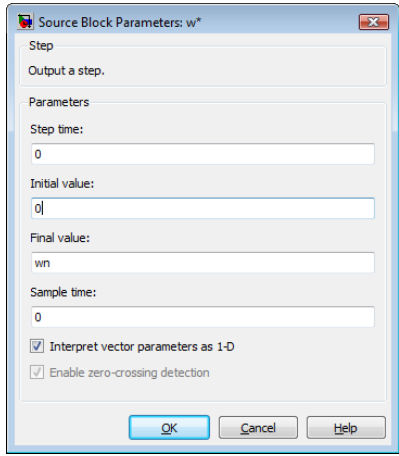 Source Block Parameters: w*
Step
Output a step.
Parameters
Step time:
0
Initial value:
0
Final value:
wn
Sample time:
0
Interpret vector parameters as 1-D
Enable zero-crossing detection
OK Cancel Help